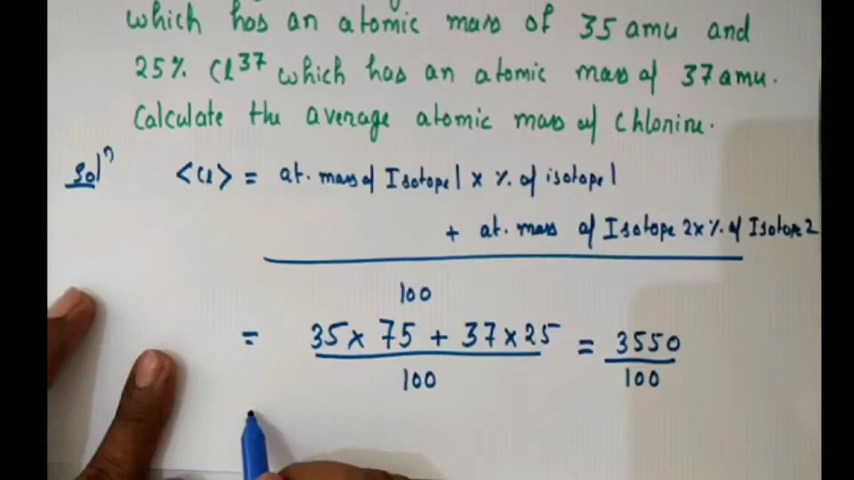 which has an atomic mass of 35 amu and
25% Cl³⁷ which has an atomic mass of 37 amu.
Calculate the average atomic mass of Chlorine.
Solⁿ <Cl> = at. mass of Isotope 1 x % of isotope 1
+ at. mass of Isotope 2 x % of Isotope 2
100
= 35 x 75 + 37 x 25 = 3550
100 100